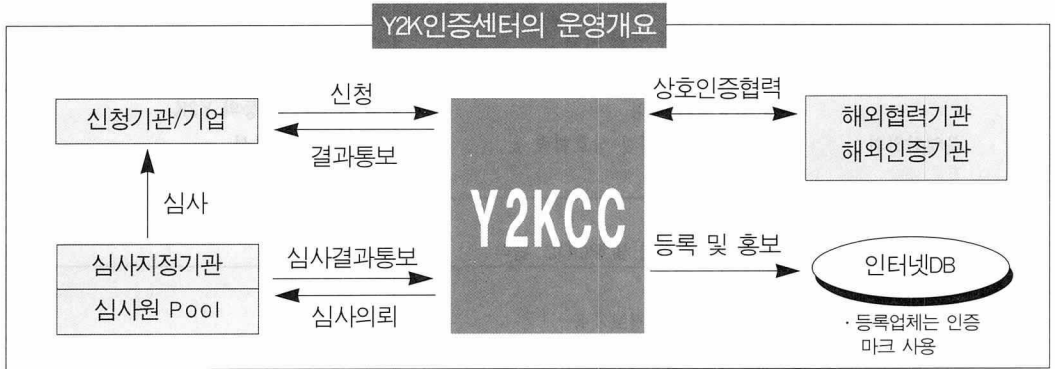 Y2K인증센터의 운영개요
신청기관/기업
신청
결과통보
심사
심사지정기관
심사원 Pool
심사결과통보
심사의뢰
Y2KCC
상호인증협력
해외협력기관
해외인증기관
등록 및 홍보
인터넷DB
· 등록업체는 인증
마크 사용